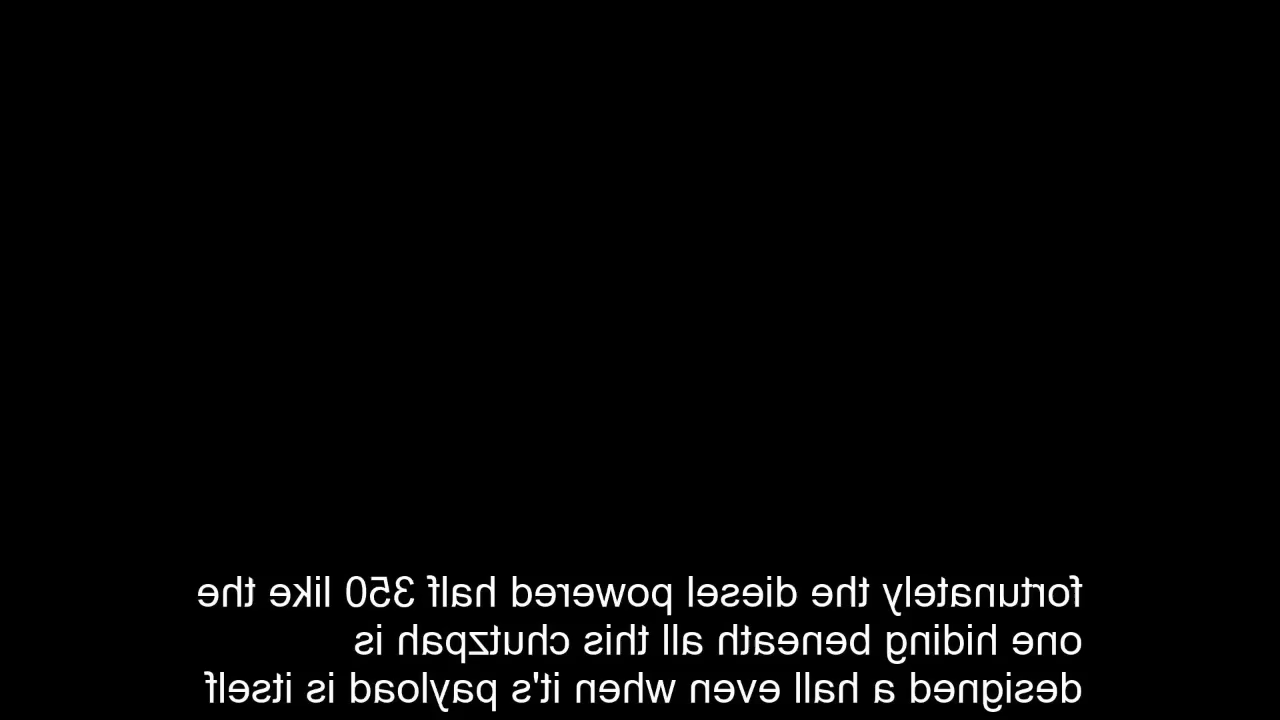 fortunately the diesel powered half 350 like the
one hiding beneath all this chutzpah is
designed a hall even when it's payload is itself